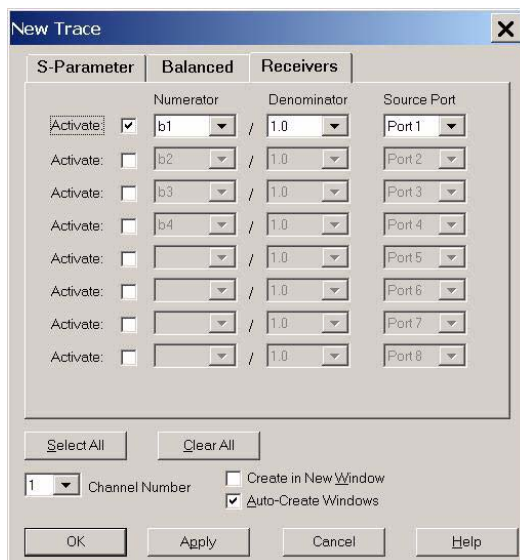 New Trace
S-Parameter Balanced Receivers
Numerator Denominator Source Port
Activate: b1 / 1.0 Port 1
Activate: b2 / 1.0 Port 2
Activate: b3 / 1.0 Port 3
Activate: b4 / 1.0 Port 4
Activate: / 1.0 Port 5
Activate: / 1.0 Port 6
Activate: / 1.0 Port 7
Activate: / 1.0 Port 8
Select All Clear All
1 Channel Number
Create in New Window
Auto-Create Windows
OK Apply Cancel Help